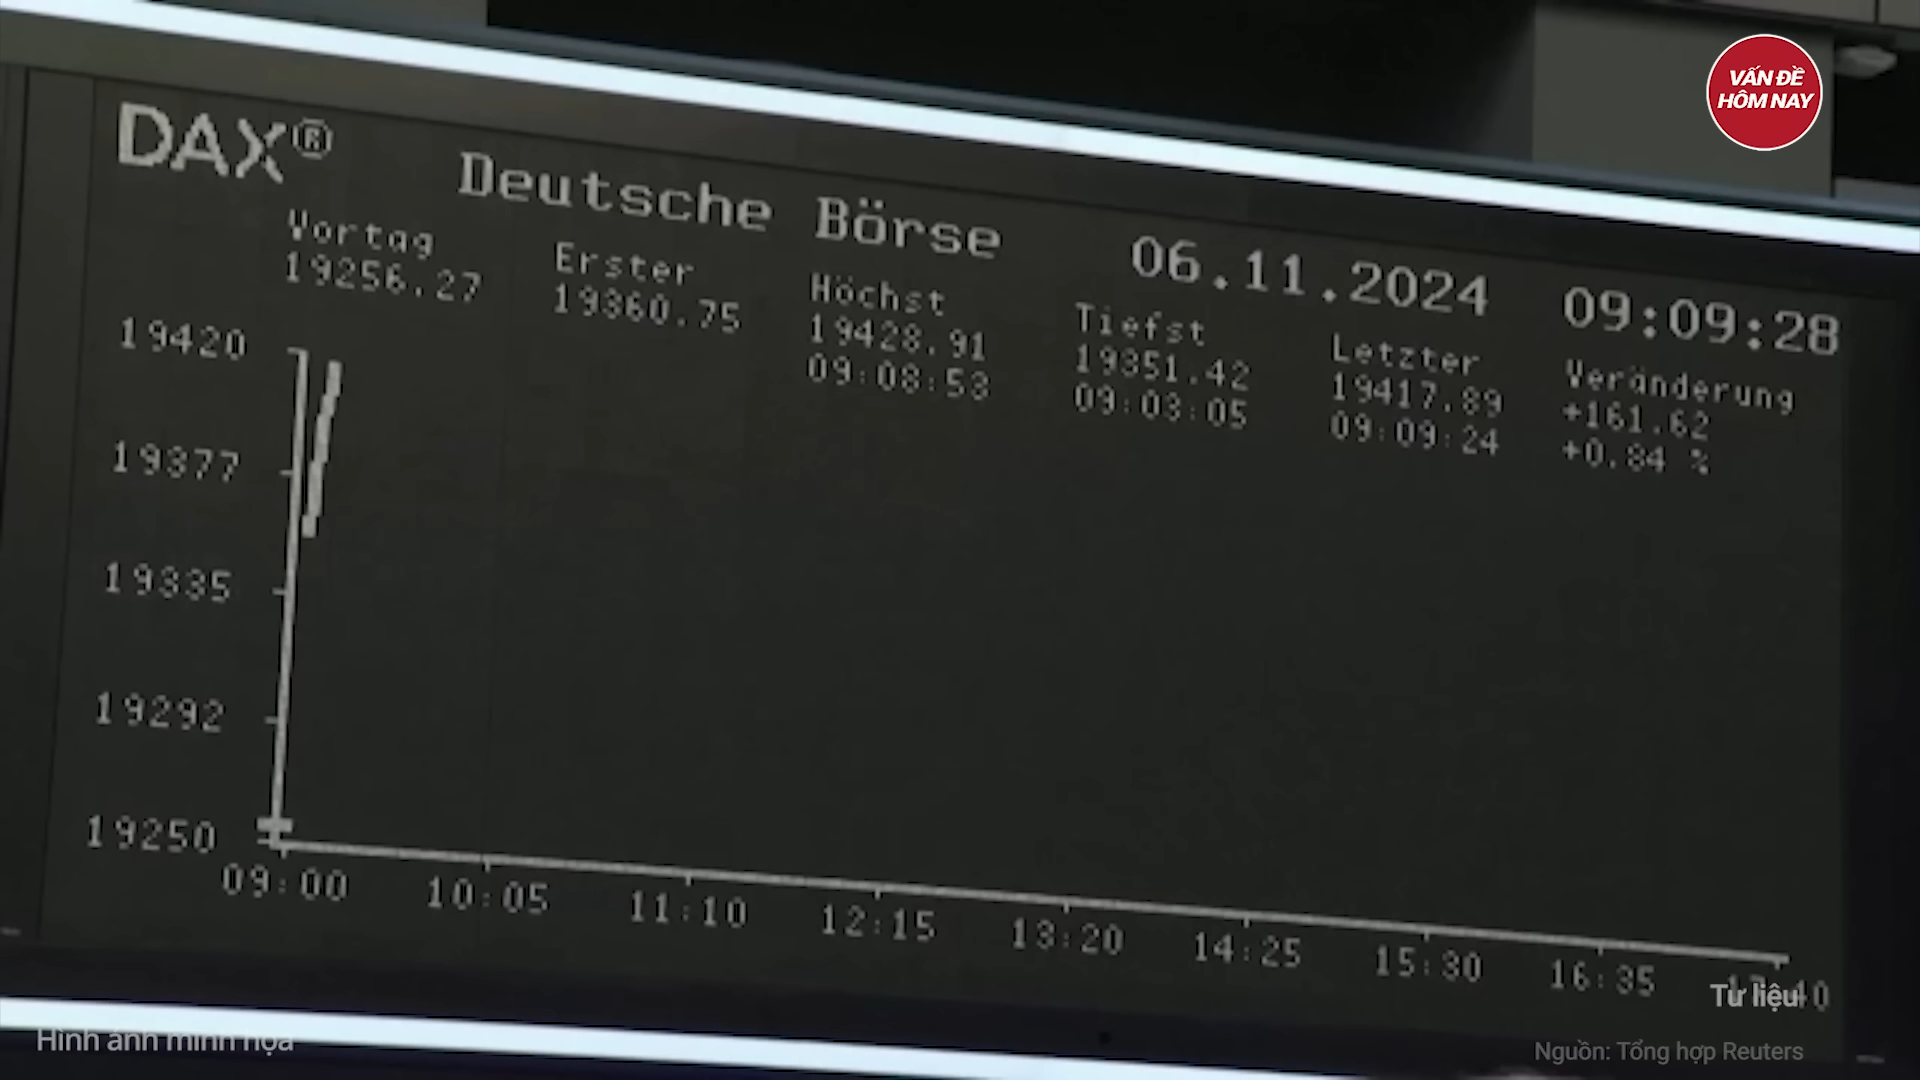 VẤN ĐỀ
HÔM NAY
DAX®
Deutsche Börse 06.11.2024 09:09:28
Vortag Erster Höchst Tiefst Letzter Veränderung
19256.27 19360.75 19428.91 19351.42 19417.89 +161.62
09:08:53 09:03:05 09:09:24 +0.84 %
19420
19377
19335
19292
19250
09:00 10:05 11:10 12:15 13:20 14:25 15:30 16:35
Tư liệu
Hình ảnh minh họa
Nguồn: Tổng hợp Reuters